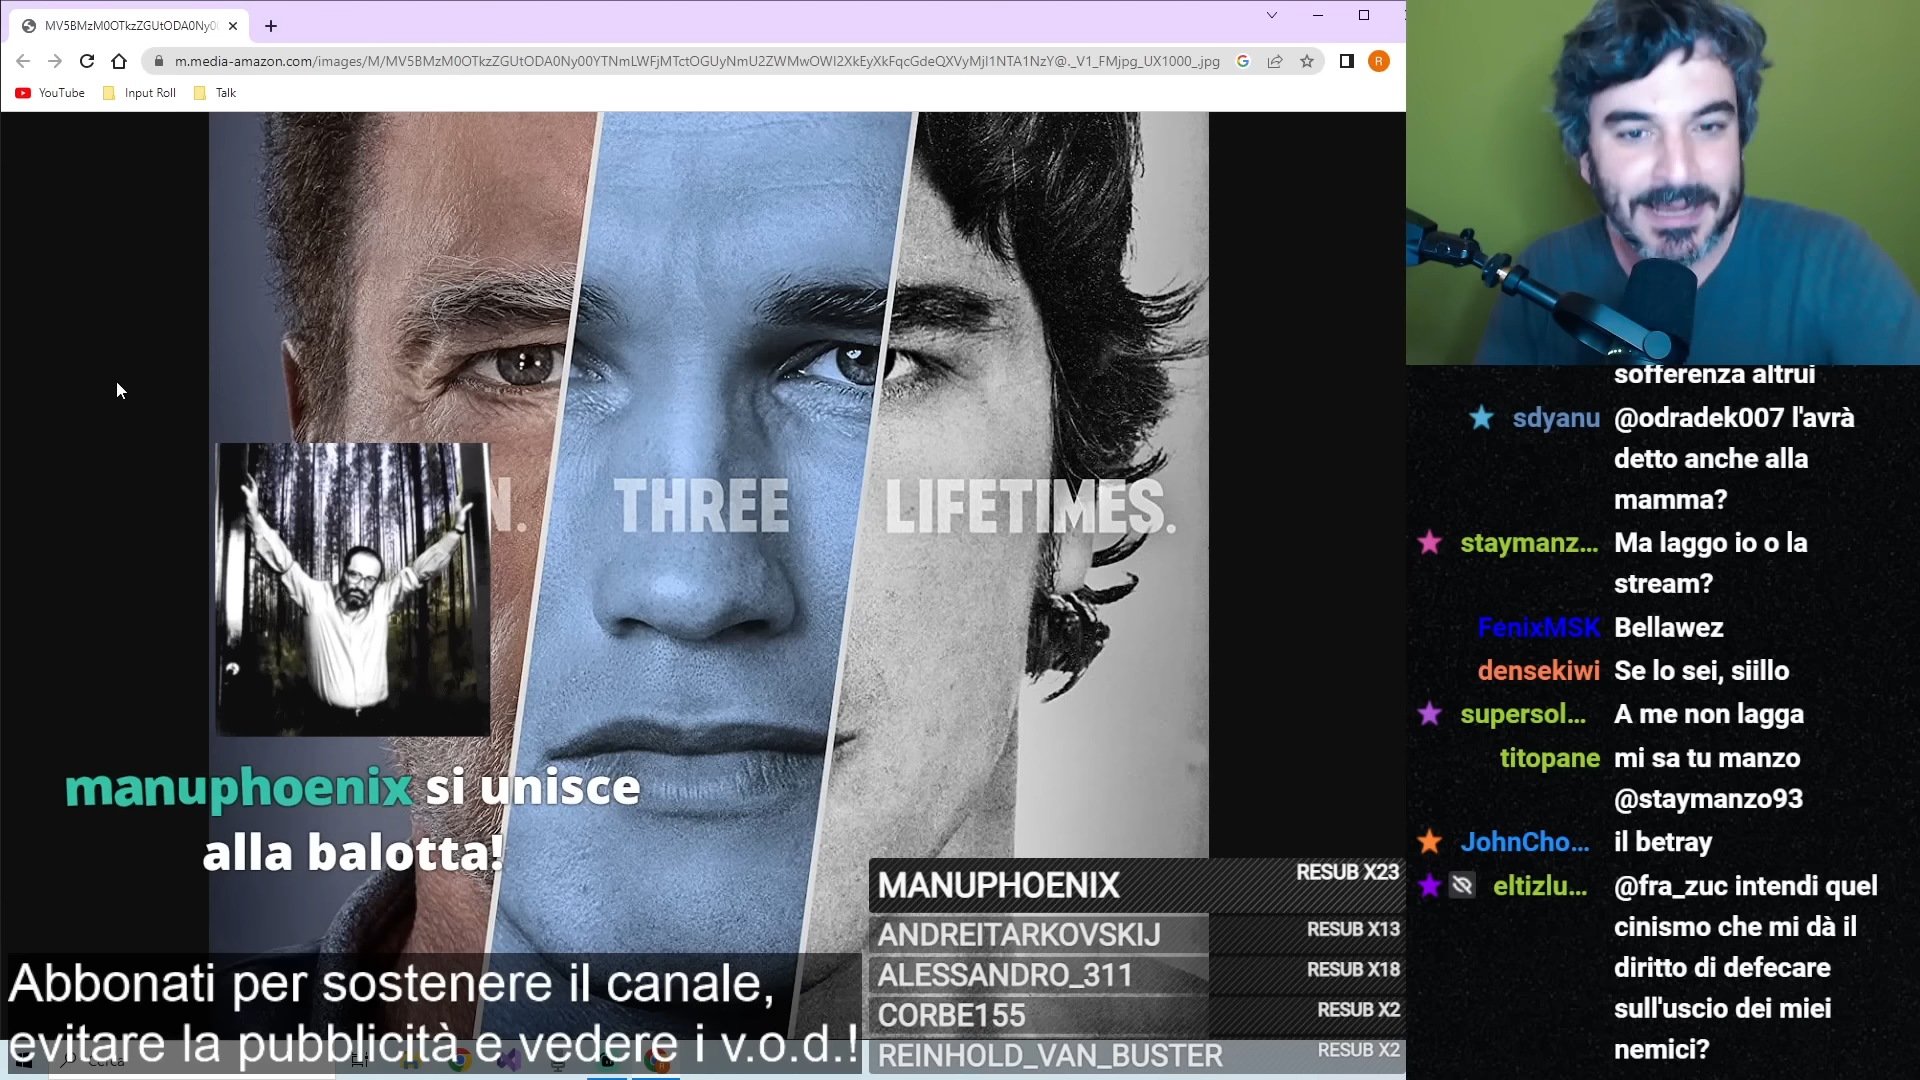 MV5BMzM0OTkzZGUtODA0Ny0
m.media-amazon.com/images/M/MV5BMzM0OTkzZGUtODA0Ny00YTNmLWFjMTctOGUyNmU2ZWMwOWI2XkEyXkFqcGdeQXVyMjI1NTA1NzY@._V1_FMjpg_UX1000_.jpg
R
YouTube
Input Roll
Talk
N.
THREE
LIFETIMES.
manuphoenix si unisce
alla balotta!
MANUPHOENIX RESUB X23
ANDREITARKOVSKIJ RESUB X13
ALESSANDRO_311 RESUB X18
CORBE155 RESUB X2
REINHOLD_VAN_BUSTER RESUB X2
Abbonati per sostenere il canale,
evitare la pubblicità e vedere i v.o.d.!
Cerca
sofferenza altrui
sdyanu @odradek007 l'avrà
detto anche alla
mamma?
staymanz... Ma laggo io o la
stream?
FenixMSK Bellawez
densekiwi Se lo sei, siillo
supersol... A me non lagga
titopane mi sa tu manzo
@staymanzo93
JohnCho... il betray
eltizlu... @fra_zuc intendi quel
cinismo che mi dà il
diritto di defecare
sull'uscio dei miei
nemici?